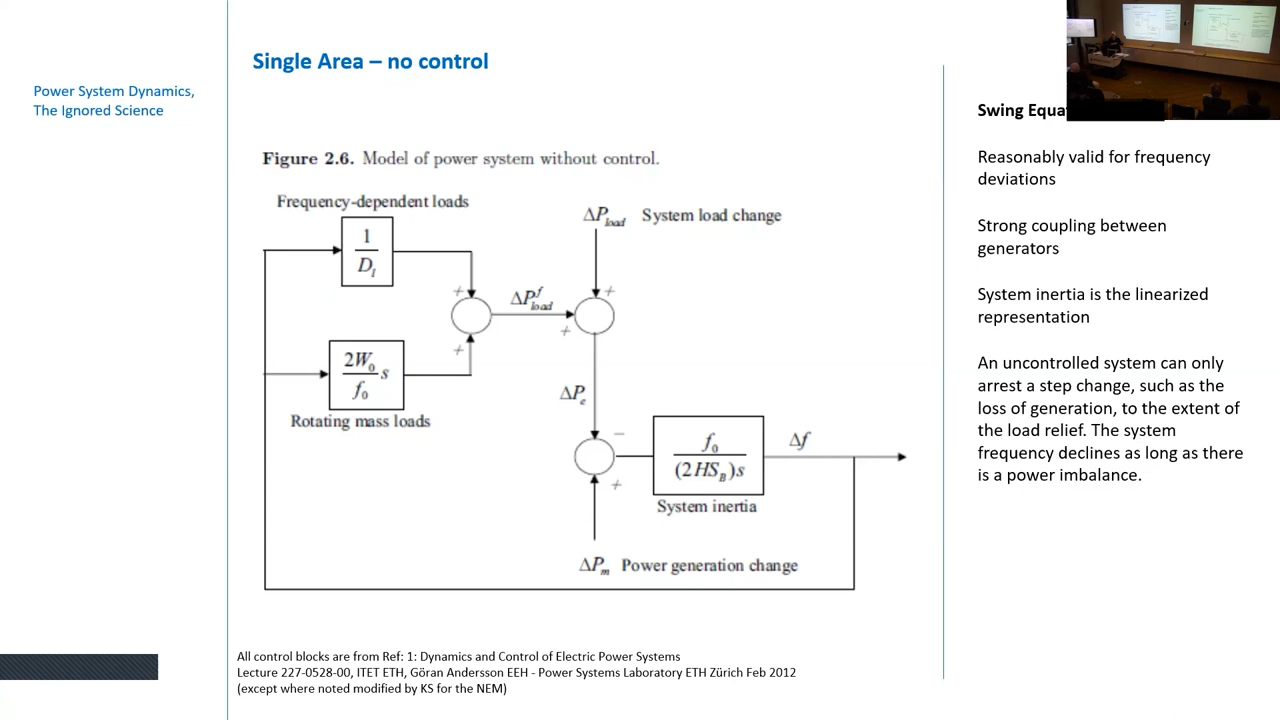 Single Area – no control
Power System Dynamics,
The Ignored Science
Figure 2.6. Model of power system without control.
Frequency-dependent loads
1
D_l
ΔP_load System load change
+
+
ΔP^f_load
+
+
2W_0
s
f_0
Rotating mass loads
ΔP_e
−
f_0
(2HS_B)s
Δf
+
System inertia
ΔP_m Power generation change
Swing
Reasonably valid for frequency
deviations
Strong coupling between
generators
System inertia is the linearized
representation
An uncontrolled system can only
arrest a step change, such as the
loss of generation, to the extent of
the load relief. The system
frequency declines as long as there
is a power imbalance.
All control blocks are from Ref: 1: Dynamics and Control of Electric Power Systems
Lecture 227-0528-00, ITET ETH, Göran Andersson EEH - Power Systems Laboratory ETH Zürich Feb 2012
(except where noted modified by KS for the NEM)